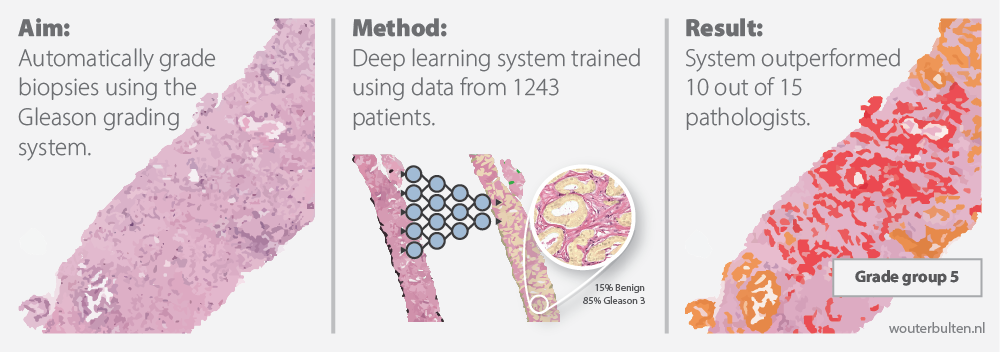 Aim:
Automatically grade
biopsies using the
Gleason grading
system.
Method:
Deep learning system trained
using data from 1243
patients.
15% Benign
85% Gleason 3
Result:
System outperformed
10 out of 15
pathologists.
Grade group 5
wouterbulten.nl